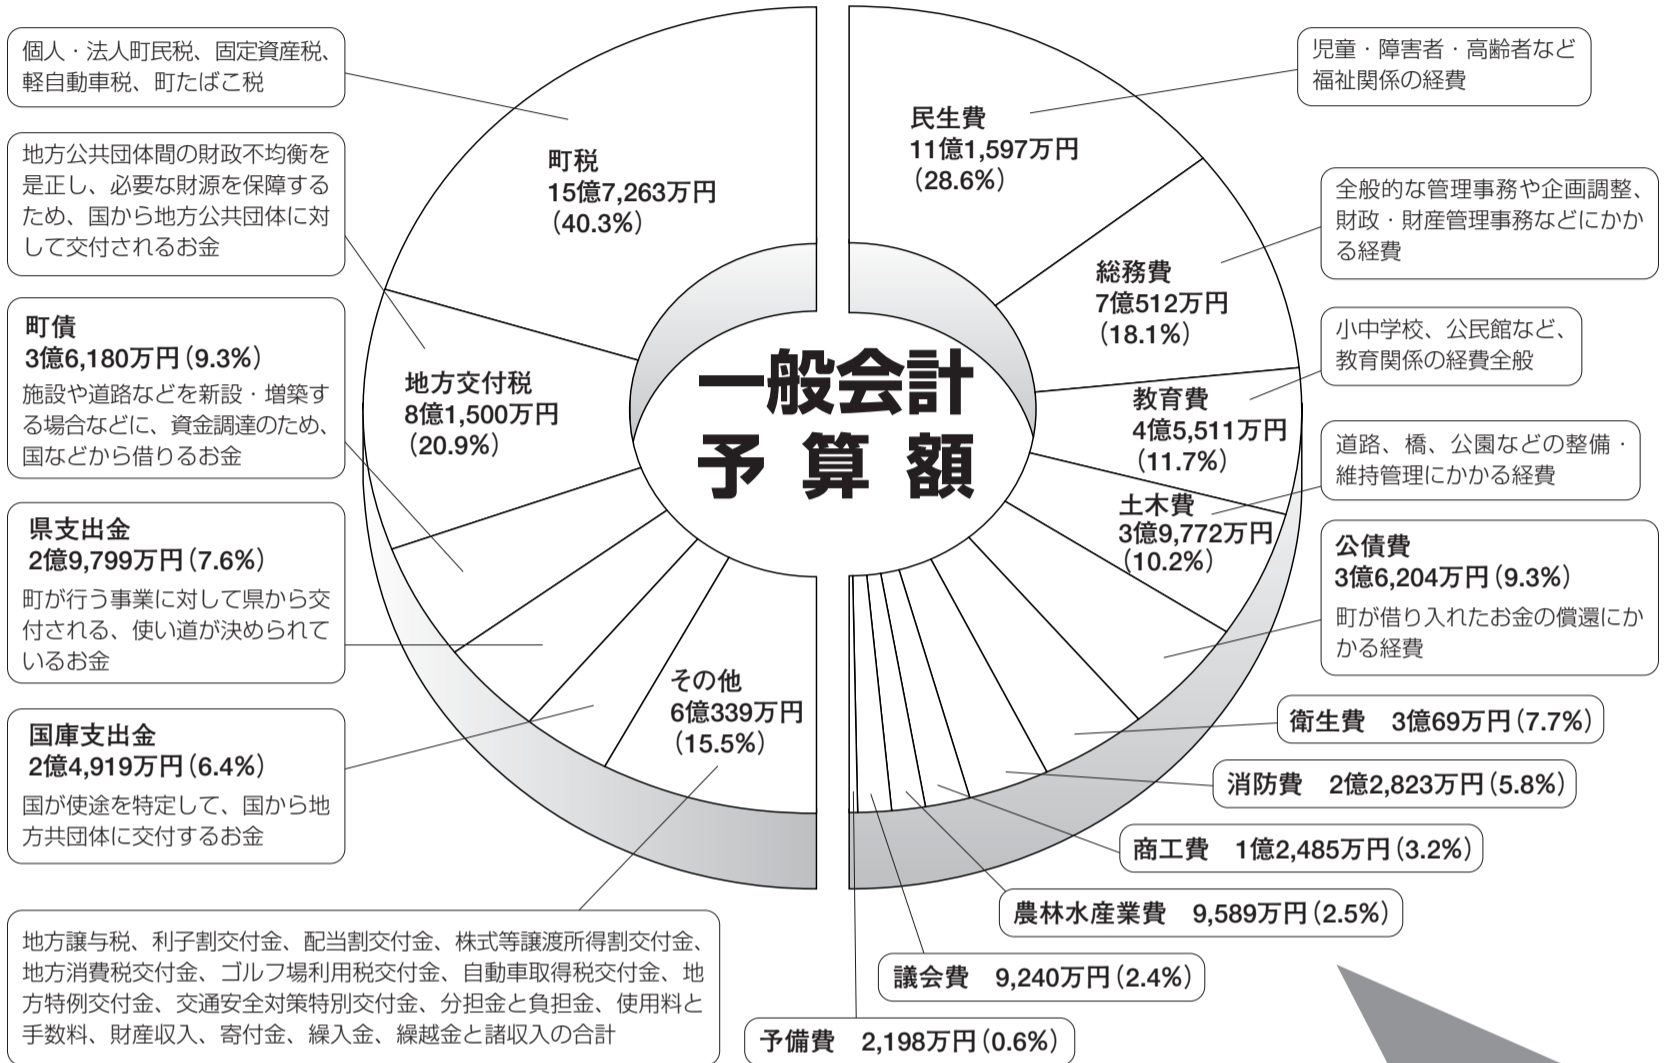 個人・法人町民税、固定資産税、
軽自動車税、町たばこ税
地方公共団体間の財政不均衡を
是正し、必要な財源を保障する
ため、国から地方公共団体に対
して交付されるお金
町債
3億6,180万円(9.3%)
施設や道路などを新設・増築す
る場合などに、資金調達のため、
国などから借りるお金
県支出金
2億9,799万円(7.6%)
町が行う事業に対して県から交
付される、使い道が決められて
いるお金
国庫支出金
2億4,919万円(6.4%)
国が使途を特定して、国から地
方共団体に交付するお金
地方譲与税、利子割交付金、配当割交付金、株式等譲渡所得割交付金、
地方消費税交付金、ゴルフ場利用税交付金、自動車取得税交付金、地
方特例交付金、交通安全対策特別交付金、分担金と負担金、使用料と
手数料、財産収入、寄付金、繰入金、繰越金と諸収入の合計
町税
15億7,263万円
(40.3%)
地方交付税
8億1,500万円
(20.9%)
その他
6億339万円
(15.5%)
一般会計
予算額
民生費
11億1,597万円
(28.6%)
総務費
7億512万円
(18.1%)
教育費
4億5,511万円
(11.7%)
土木費
3億9,772万円
(10.2%)
児童・障害者・高齢者など
福祉関係の経費
全般的な管理事務や企画調整、
財政・財産管理事務などにかか
る経費
小中学校、公民館など、
教育関係の経費全般
道路、橋、公園などの整備・
維持管理にかかる経費
公債費
3億6,204万円(9.3%)
町が借り入れたお金の償還にか
かる経費
衛生費 3億69万円(7.7%)
消防費 2億2,823万円(5.8%)
商工費 1億2,485万円(3.2%)
農林水産業費 9,589万円(2.5%)
議会費 9,240万円(2.4%)
予備費 2,198万円(0.6%)